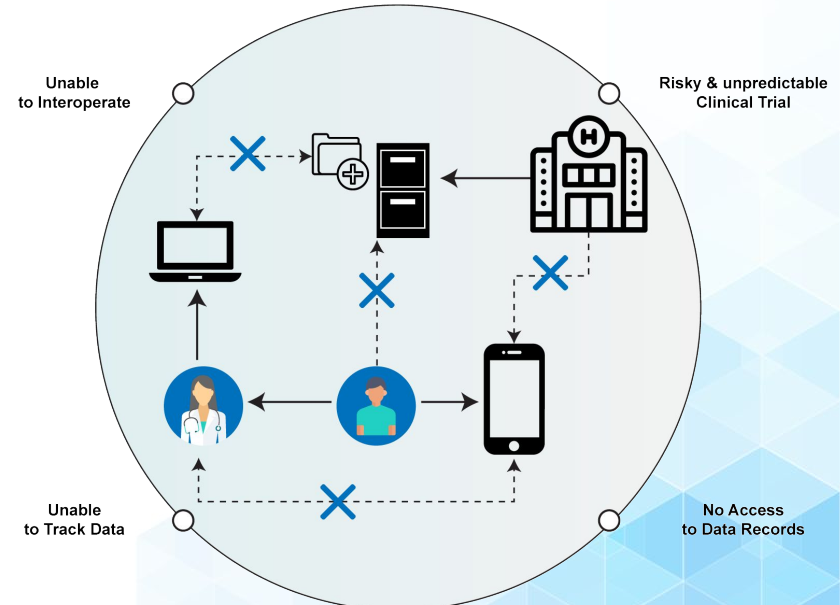 Unable
to Interoperate
Risky & unpredictable
Clinical Trial
H
Unable
to Track Data
No Access
to Data Records